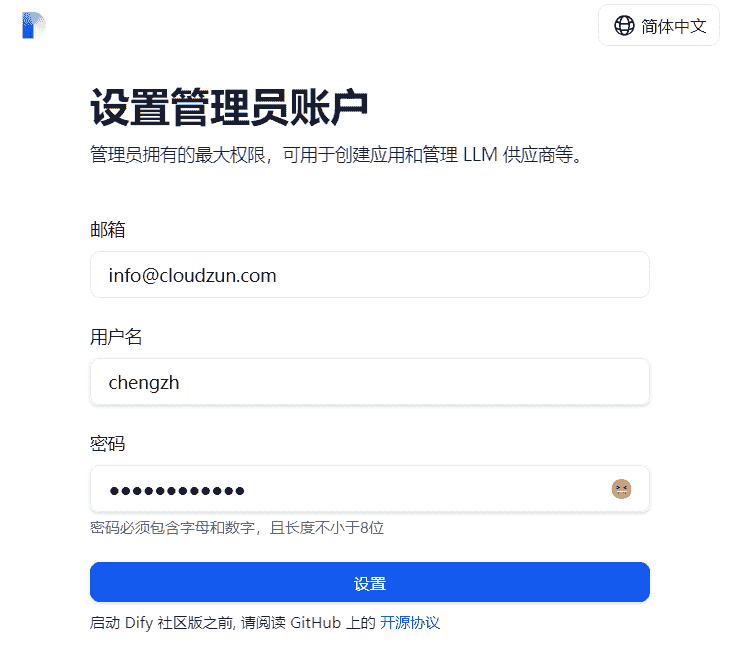 简体中文
设置管理员账户
管理员拥有的最大权限，可用于创建应用和管理 LLM 供应商等。
邮箱
info@cloudzun.com
用户名
chengzh
密码
••••••••••••
密码必须包含字母和数字，且长度不小于8位
设置
启动 Dify 社区版之前, 请阅读 GitHub 上的 开源协议